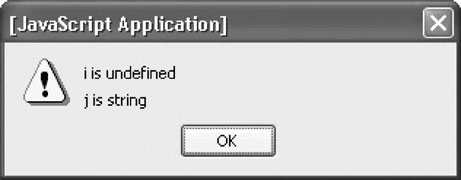 [JavaScript Application]
i is undefined
j is string
OK